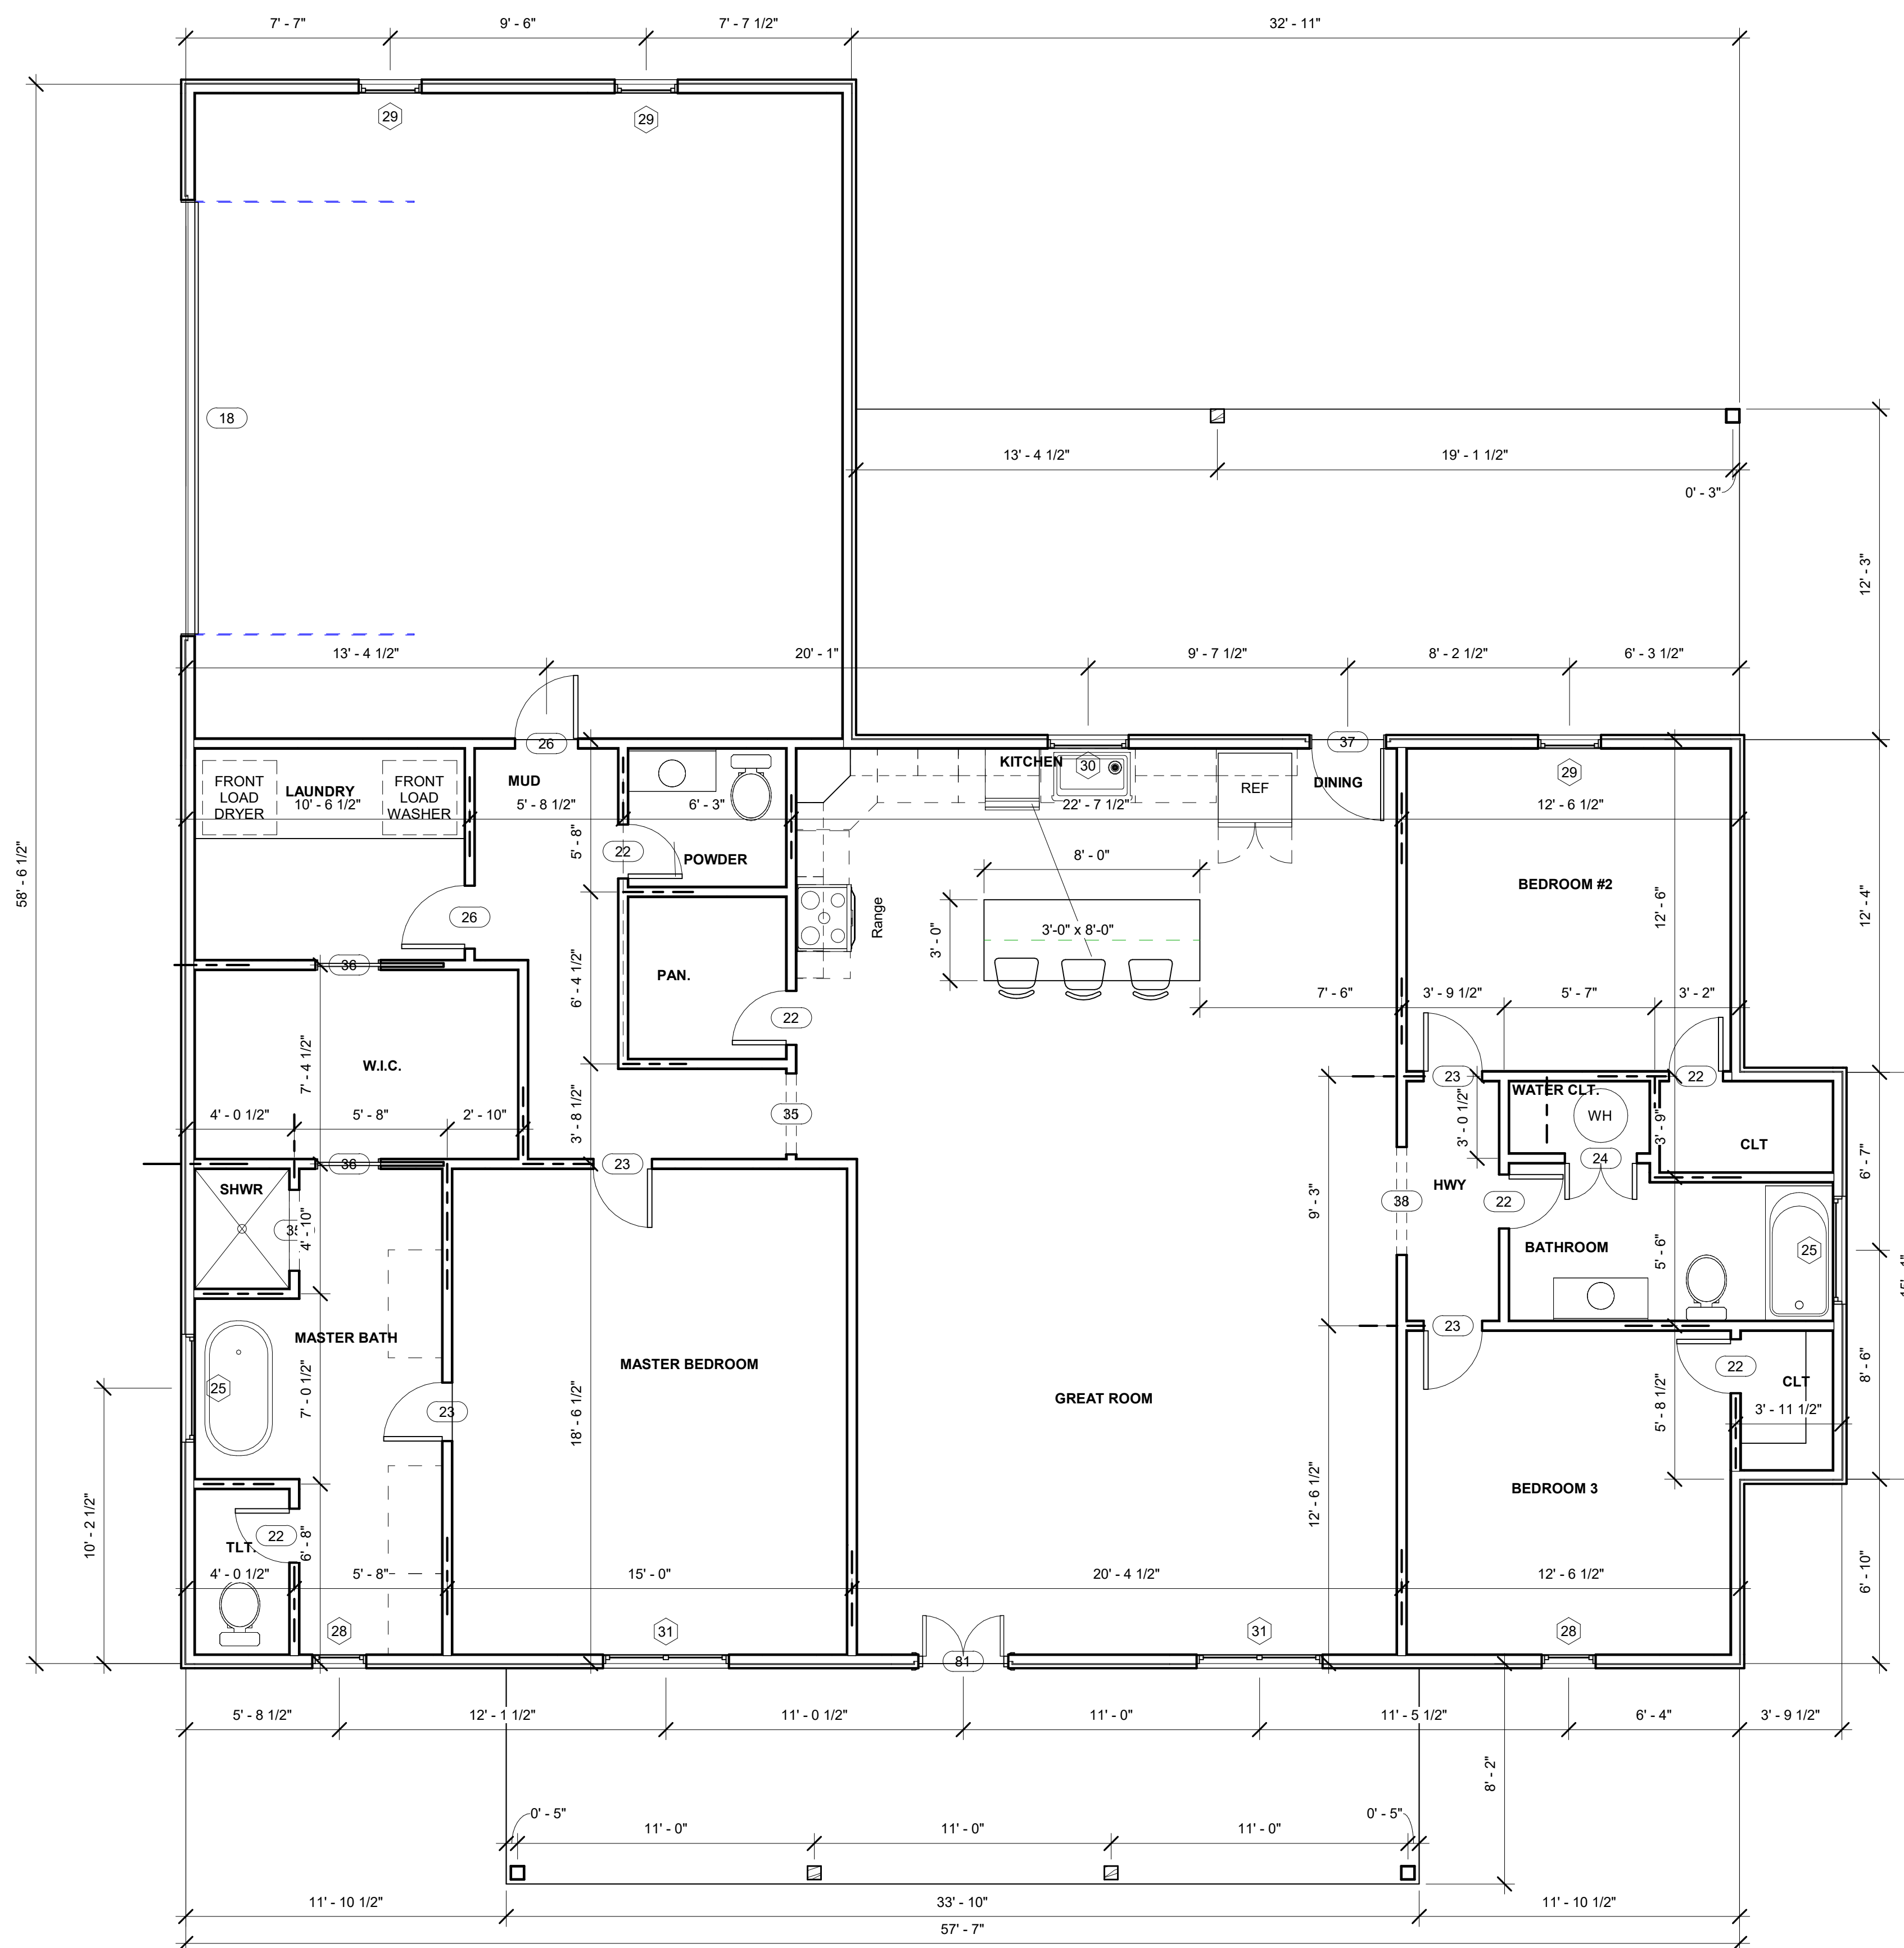 7' - 7"
9' - 6"
7' - 7 1/2"
32' - 11"
29
29
58' - 6 1/2"
18
13' - 4 1/2"
19' - 1 1/2"
0' - 3"
12' - 3"
13' - 4 1/2"
20' - 1"
9' - 7 1/2"
8' - 2 1/2"
6' - 3 1/2"
26
37
KITCHEN
30
29
FRONT
LOAD
DRYER
LAUNDRY
FRONT
LOAD
WASHER
MUD
DINING
REF
10' - 6 1/2"
5' - 8 1/2"
6' - 3"
22' - 7 1/2"
12' - 6 1/2"
5' - 8"
22
POWDER
8' - 0"
BEDROOM #2
12' - 6"
12' - 4"
26
Range
3' - 0"
3'-0" x 8'-0"
36
PAN.
6' - 4 1/2"
7' - 6"
3' - 9 1/2"
5' - 7"
3' - 2"
22
W.I.C.
7' - 4 1/2"
23
22
WATER CLT.
WH
3' - 0 1/2"
3' - 9"
CLT
4' - 0 1/2"
5' - 8"
2' - 10"
3' - 8 1/2"
35
36
23
24
6' - 7"
SHWR
HWY
22
38
9' - 3"
4' - 10"
BATHROOM
5' - 6"
25
15' - 1"
MASTER BATH
23
MASTER BEDROOM
22
CLT
25
7' - 0 1/2"
23
18' - 6 1/2"
GREAT ROOM
5' - 8 1/2"
3' - 11 1/2"
8' - 6"
10' - 2 1/2"
12' - 6 1/2"
BEDROOM 3
22
TLT.
6' - 8"
6' - 10"
4' - 0 1/2"
5' - 8"
15' - 0"
20' - 4 1/2"
12' - 6 1/2"
28
31
81
31
28
5' - 8 1/2"
12' - 1 1/2"
11' - 0 1/2"
11' - 0"
11' - 5 1/2"
6' - 4"
3' - 9 1/2"
8' - 2"
0' - 5"
0' - 5"
11' - 0"
11' - 0"
11' - 0"
11' - 10 1/2"
33' - 10"
11' - 10 1/2"
57' - 7"